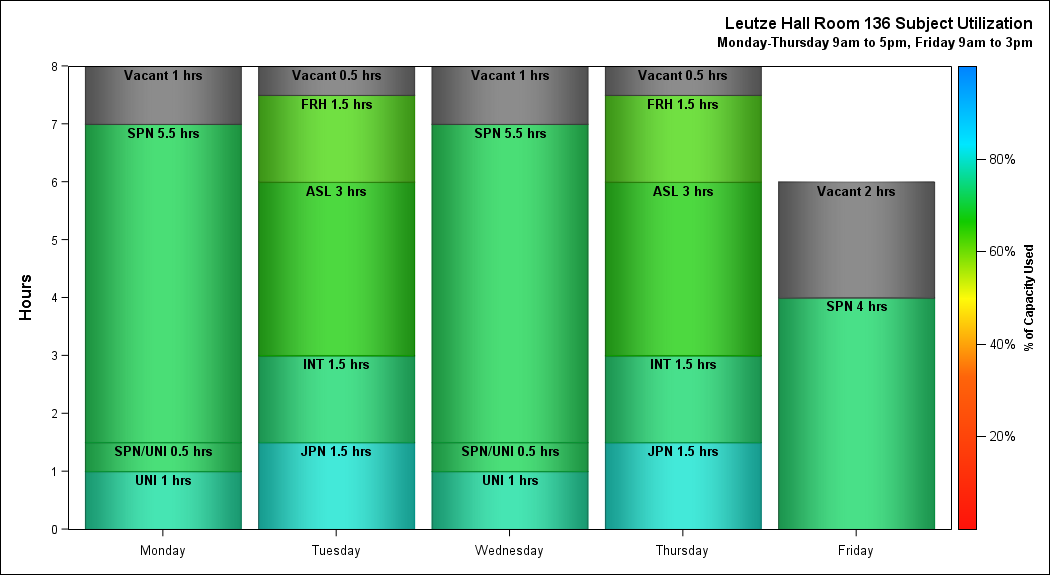 Leutze Hall Room 136 Subject Utilization
Monday-Thursday 9am to 5pm, Friday 9am to 3pm
Hours
8
7
6
5
4
3
2
1
0
Vacant 1 hrs
SPN 5.5 hrs
SPN/UNI 0.5 hrs
UNI 1 hrs
Vacant 0.5 hrs
FRH 1.5 hrs
ASL 3 hrs
INT 1.5 hrs
JPN 1.5 hrs
Vacant 1 hrs
SPN 5.5 hrs
SPN/UNI 0.5 hrs
UNI 1 hrs
Vacant 0.5 hrs
FRH 1.5 hrs
ASL 3 hrs
INT 1.5 hrs
JPN 1.5 hrs
Vacant 2 hrs
SPN 4 hrs
Monday
Tuesday
Wednesday
Thursday
Friday
80%
60%
40%
20%
% of Capacity Used